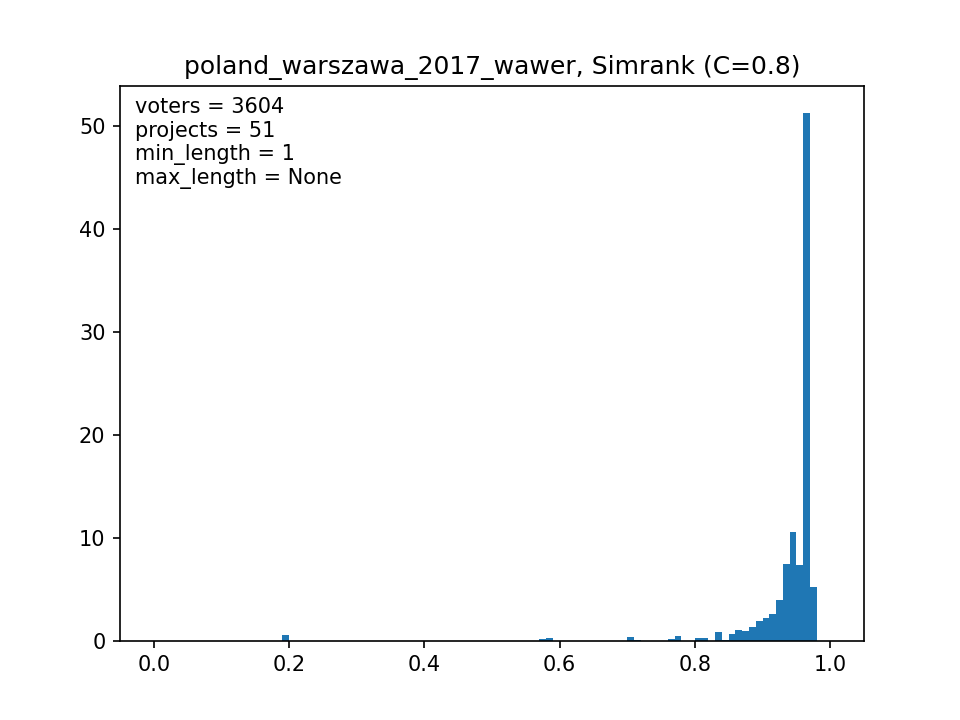 poland_warszawa_2017_wawer, Simrank (C=0.8)
voters = 3604
projects = 51
min_length = 1
max_length = None
50
40
30
20
10
0
0.0 0.2 0.4 0.6 0.8 1.0